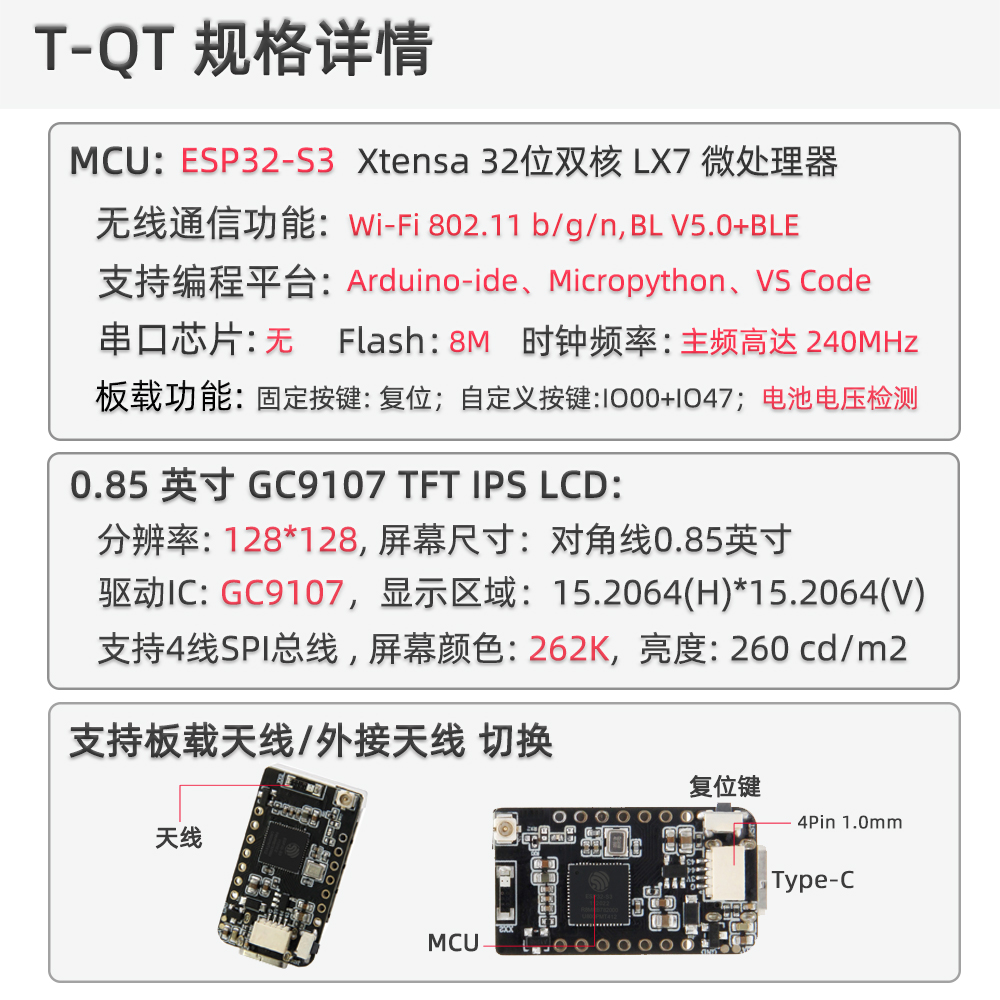 T-QT 规格详情
MCU: ESP32-S3 Xtensa 32位双核 LX7 微处理器
无线通信功能: Wi-Fi 802.11 b/g/n,BL V5.0+BLE
支持编程平台: Arduino-ide、Micropython、VS Code
串口芯片: 无 Flash: 8M 时钟频率: 主频高达 240MHz
板载功能: 固定按键: 复位；自定义按键:IO00+IO47；电池电压检测
0.85 英寸 GC9107 TFT IPS LCD:
分辨率: 128*128, 屏幕尺寸：对角线0.85英寸
驱动IC: GC9107，显示区域：15.2064(H)*15.2064(V)
支持4线SPI总线 , 屏幕颜色: 262K，亮度: 260 cd/m2
支持板载天线/外接天线 切换
天线
复位键
4Pin 1.0mm
Type-C
MCU